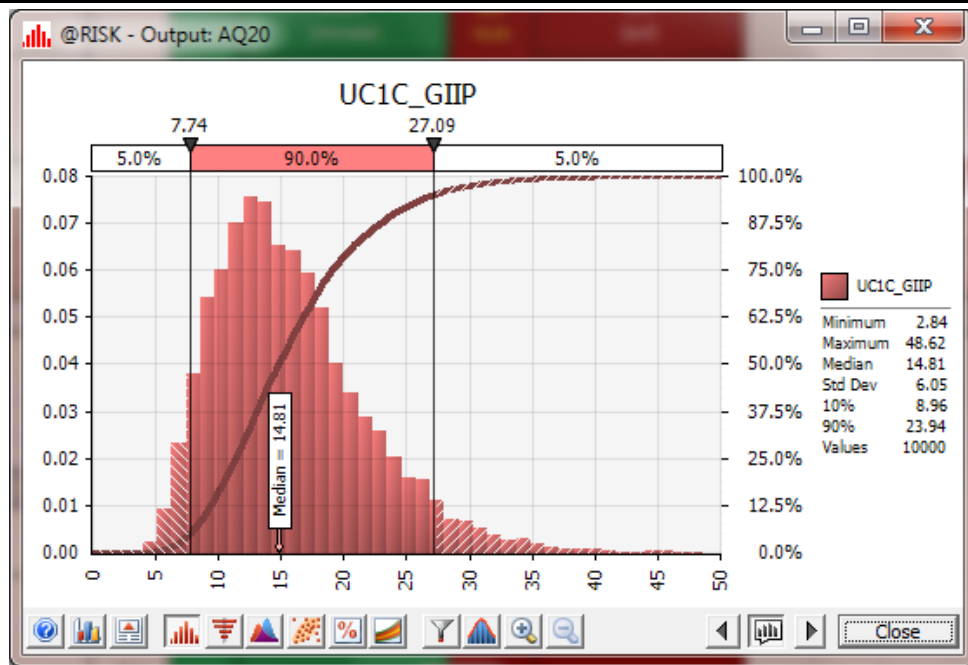 @RISK - Output: AQ20
UC1C_GIIP
7.74 27.09
5.0% 90.0% 5.0%
0.08 100.0%
0.07 87.5%
0.06 75.0%
0.05 62.5%
0.04 50.0%
0.03 37.5%
0.02 25.0%
0.01 12.5%
0.00 0.0%
Median = 14.81
0 5 10 15 20 25 30 35 40 45 50
UC1C_GIIP
Minimum 2.84
Maximum 48.62
Median 14.81
Std Dev 6.05
10% 8.96
90% 23.94
Values 10000
Close